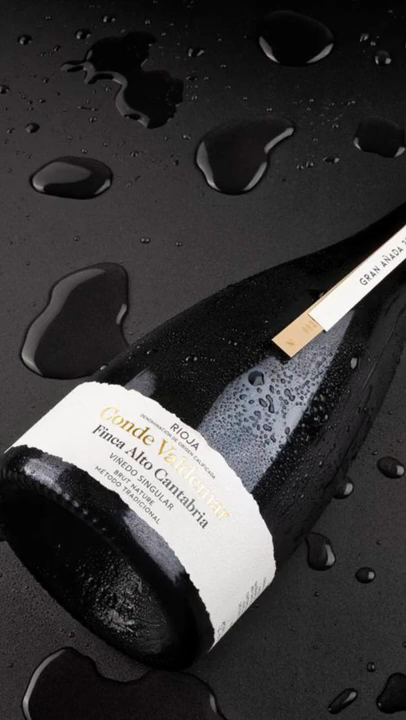 GRAN AÑADA
RIOJA
DENOMINACIÓN DE ORIGEN CALIFICADA
Conde Valdemar
Finca Alto Cantabria
VIÑEDO SINGULAR
BRUT NATURE
MÉTODO TRADICIONAL